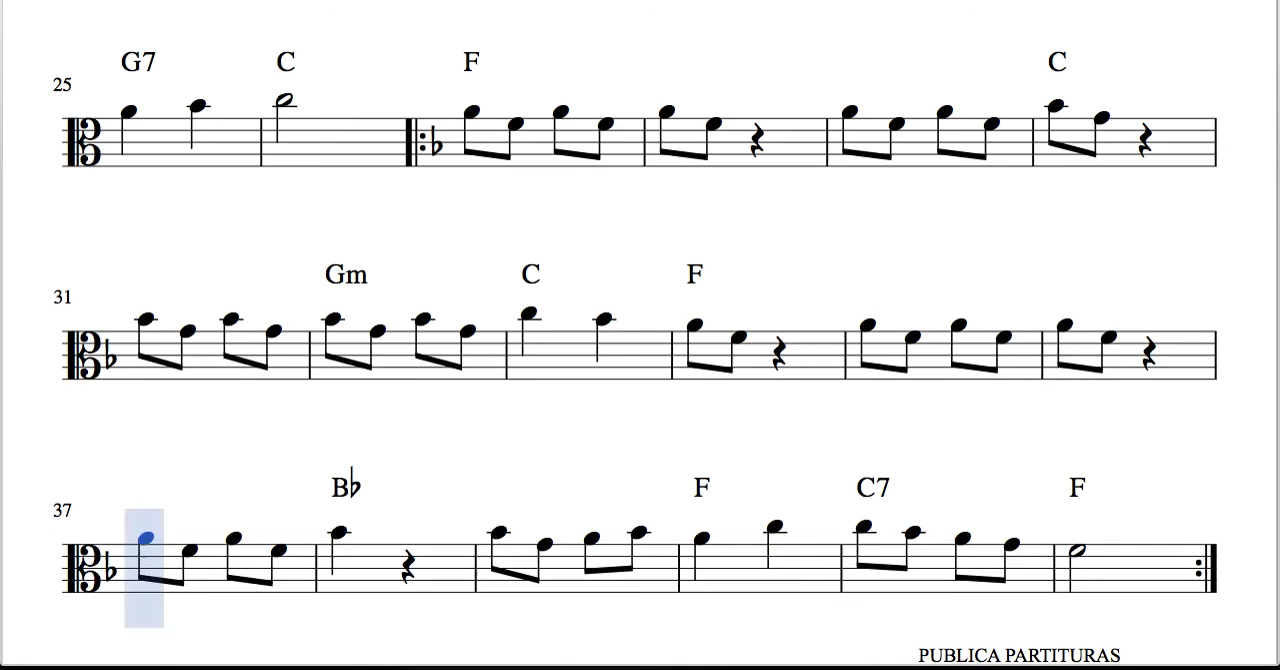 G7 C F C
25
Gm C F
31
B♭ F C7 F
37
PUBLICA PARTITURAS